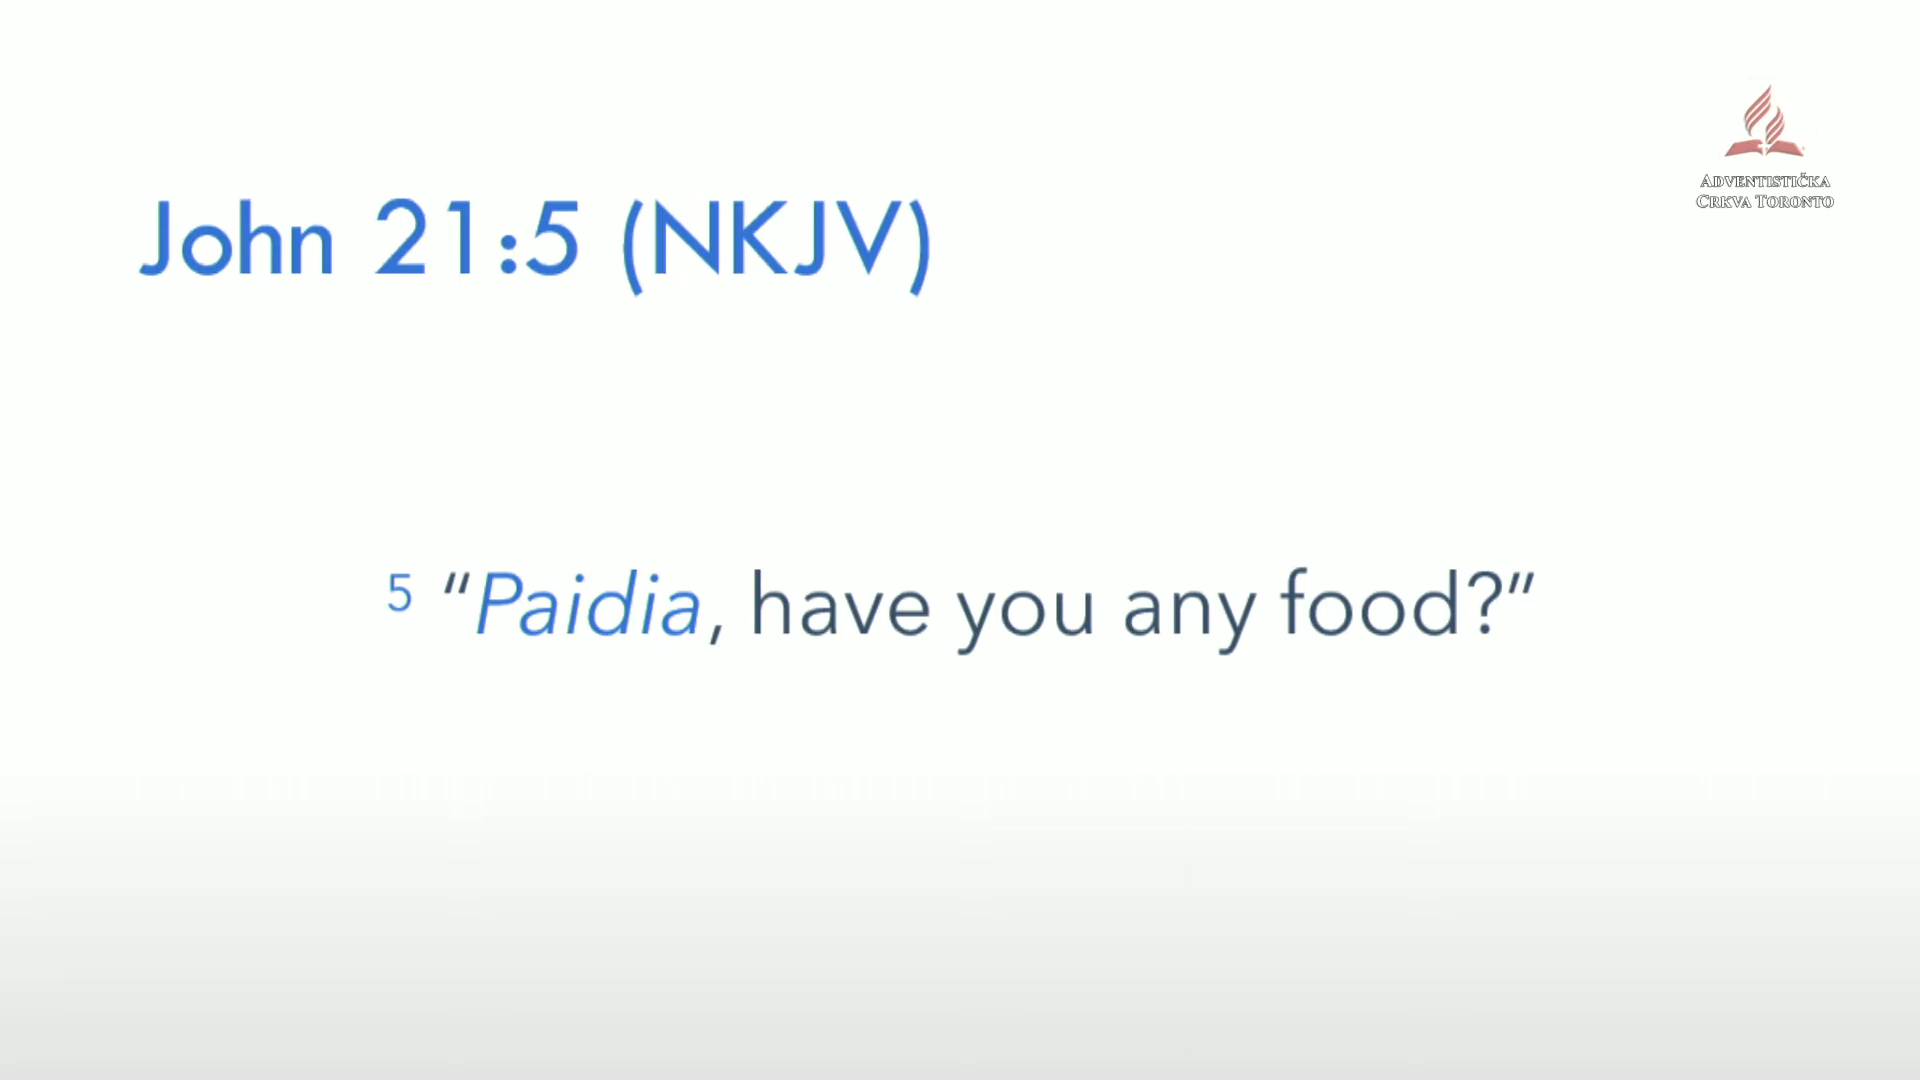 ADVENTISTIČKA
CRKVA TORONTO
John 21:5 (NKJV)
5 “Paidia, have you any food?”